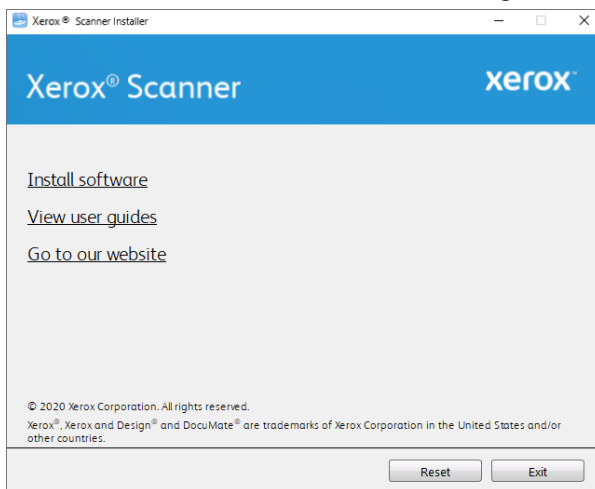 Xerox ® Scanner Installer
Xerox® Scanner
xerox™
Install software
View user guides
Go to our website
© 2020 Xerox Corporation. All rights reserved.
Xerox®, Xerox and Design® and DocuMate® are trademarks of Xerox Corporation in the United States and/or
other countries.
Reset
Exit